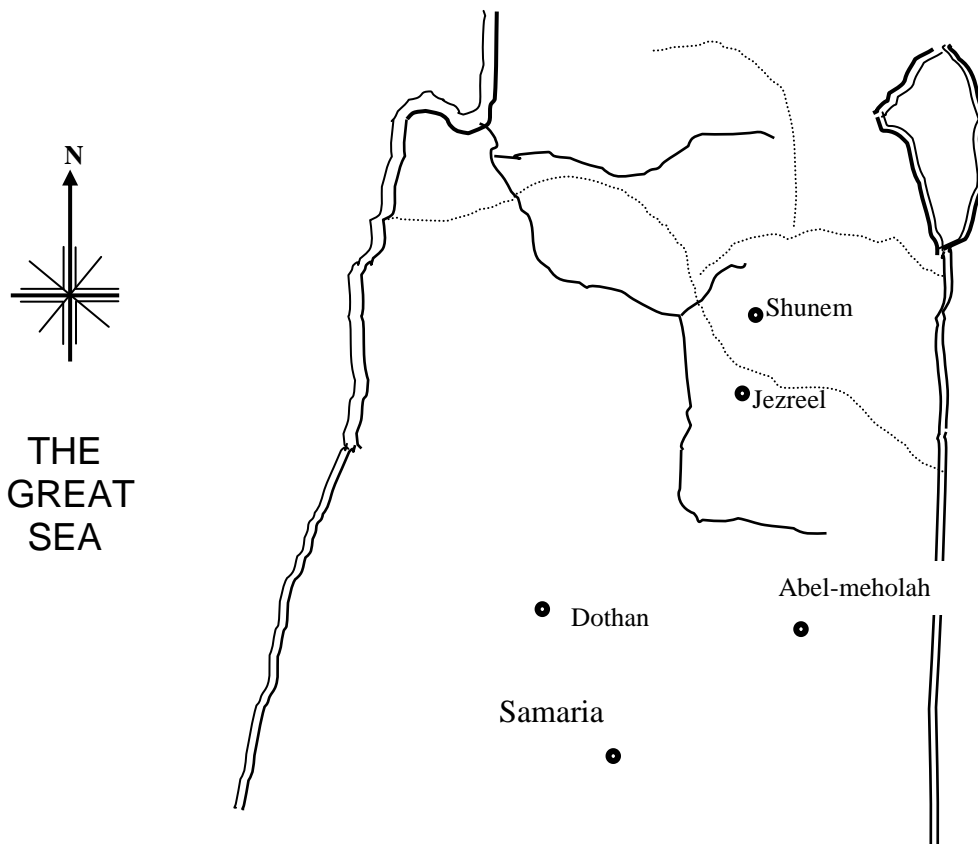 N
Shunem
Jezreel
THE
GREAT
SEA
Abel-meholah
Dothan
Samaria